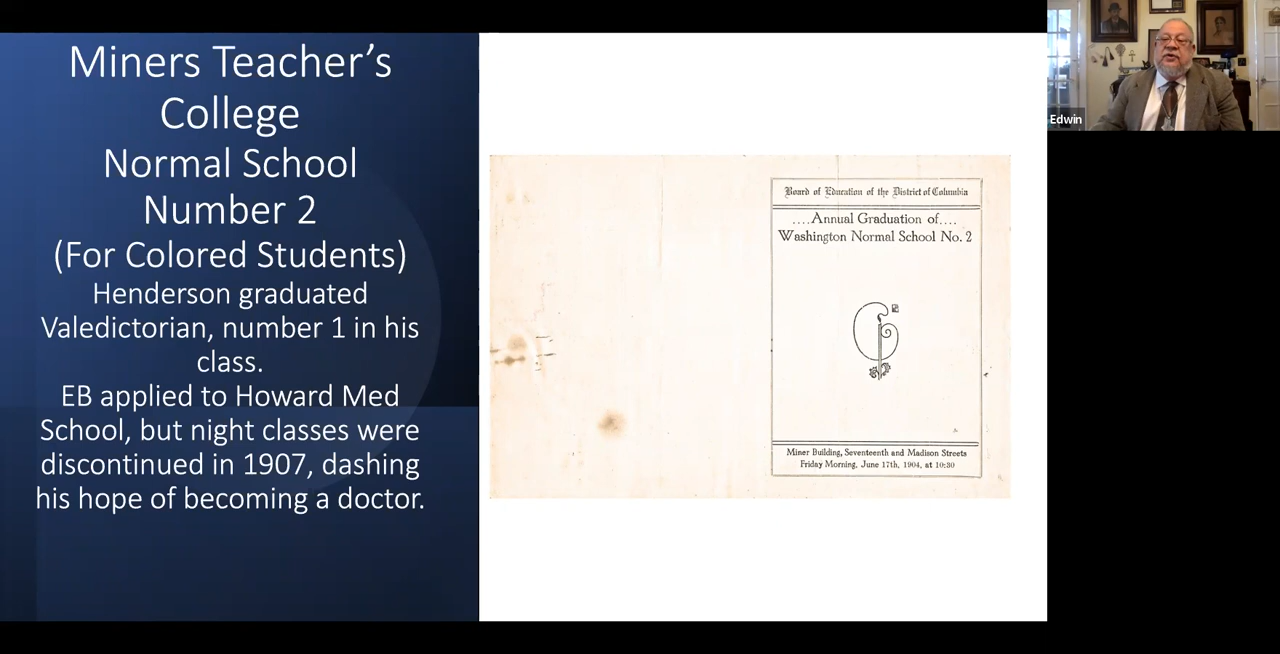 Miners Teacher's
College
Normal School
Number 2
(For Colored Students)
Henderson graduated
Valedictorian, number 1 in his
class.
EB applied to Howard Med
School, but night classes were
discontinued in 1907, dashing
his hope of becoming a doctor.
Board of Education of the District of Columbia
....Annual Graduation of....
Washington Normal School No. 2
Miner Building, Seventeenth and Madison Streets
Friday Morning, June 17th, 1904, at 10:30
Edwin